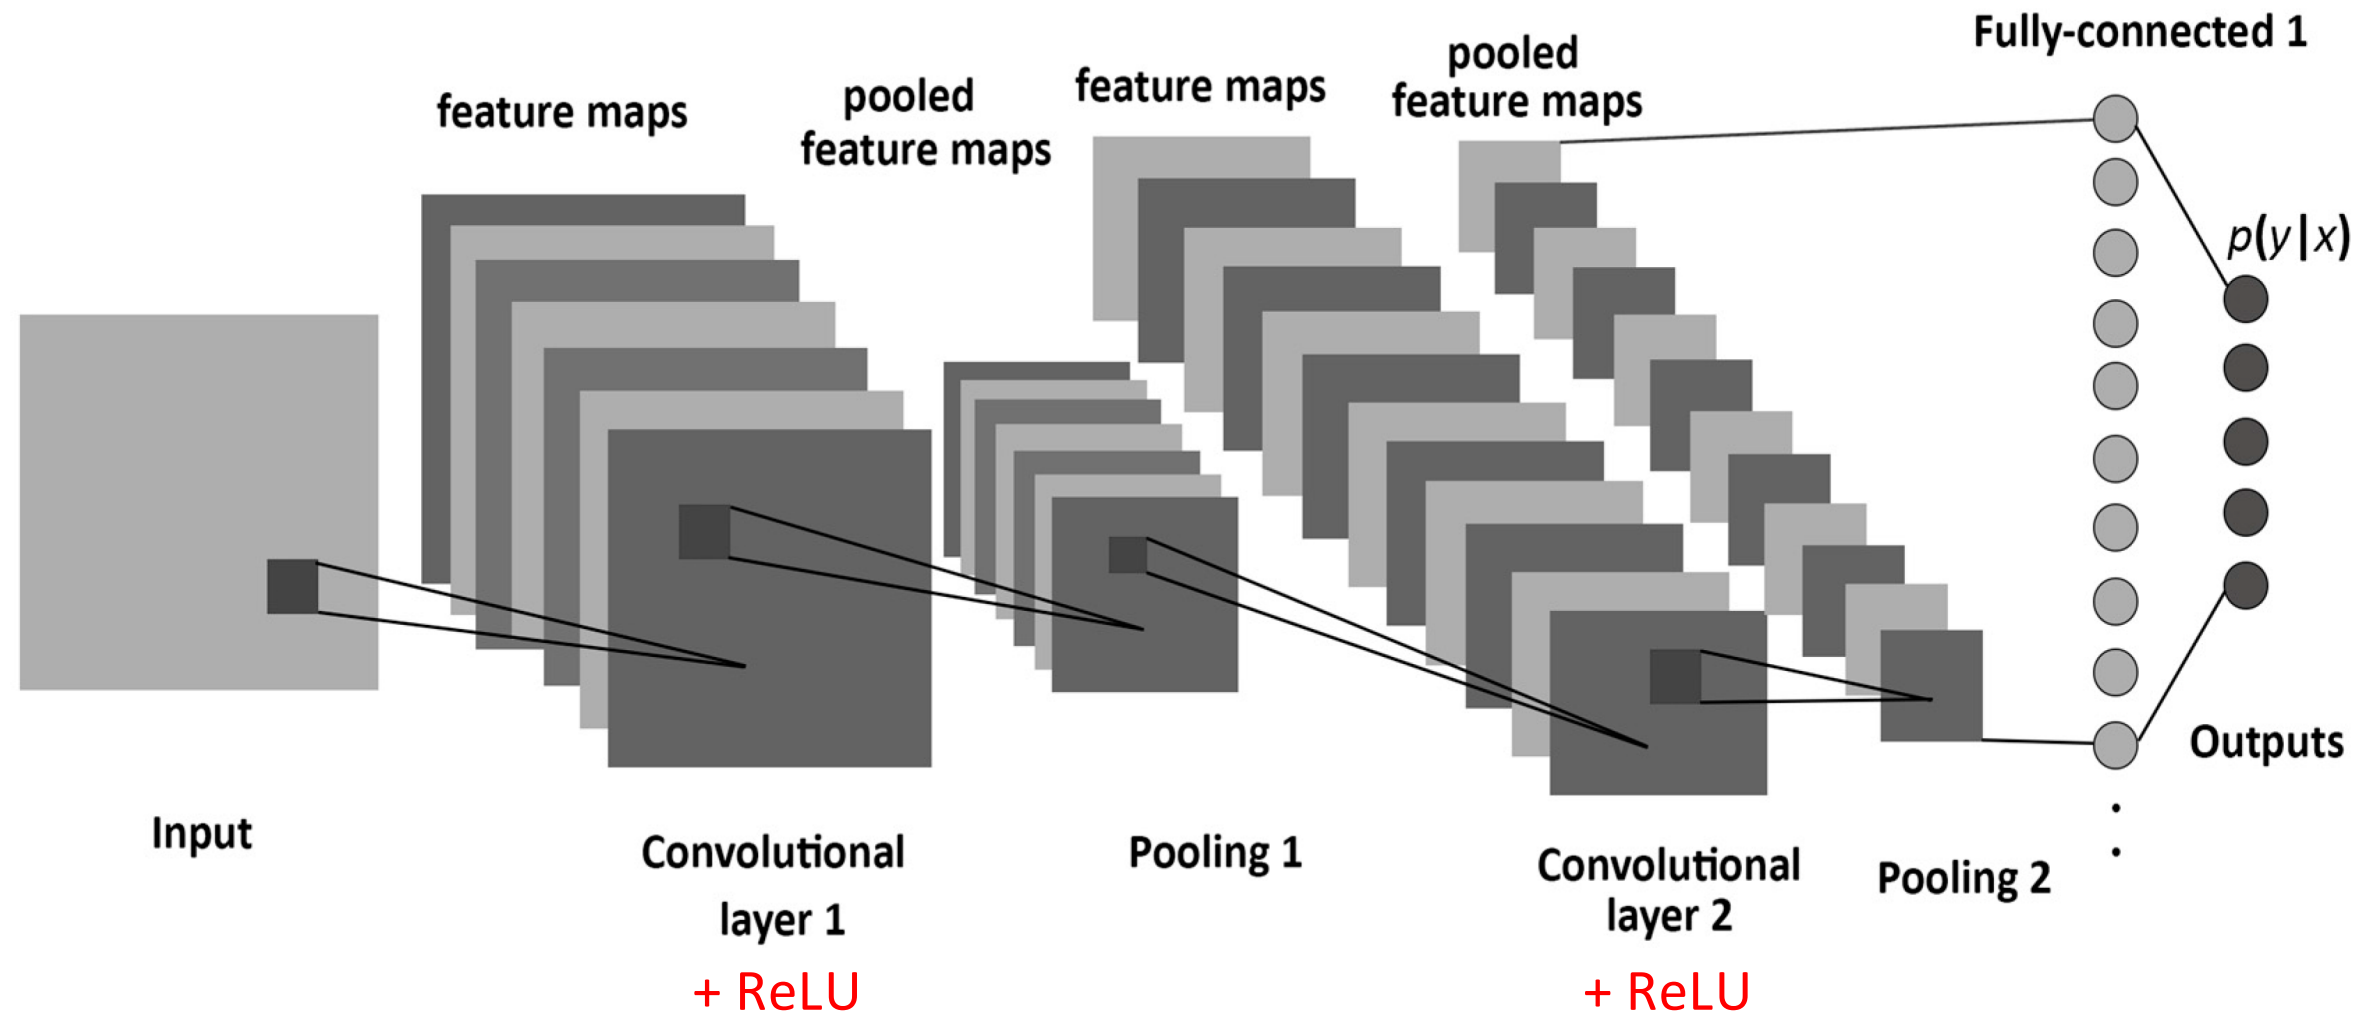 Fully-connected 1
pooled
feature maps
feature maps
pooled
feature maps
feature maps
p(y|x)
Outputs
Input
Convolutional
layer 1
+ ReLU
Pooling 1
Convolutional
layer 2
+ ReLU
Pooling 2